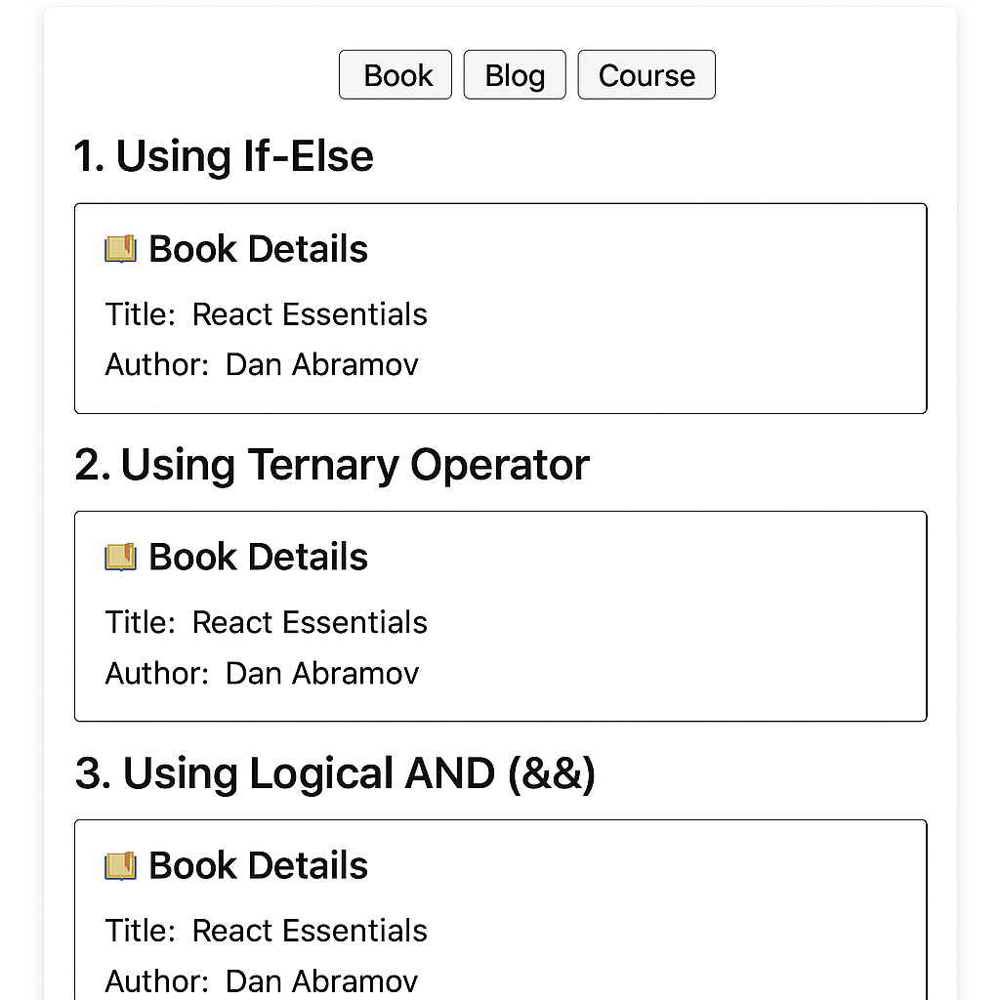 Book Blog Course
1. Using If-Else
Book Details
Title: React Essentials
Author: Dan Abramov
2. Using Ternary Operator
Book Details
Title: React Essentials
Author: Dan Abramov
3. Using Logical AND (&&)
Book Details
Title: React Essentials
Author: Dan Abramov